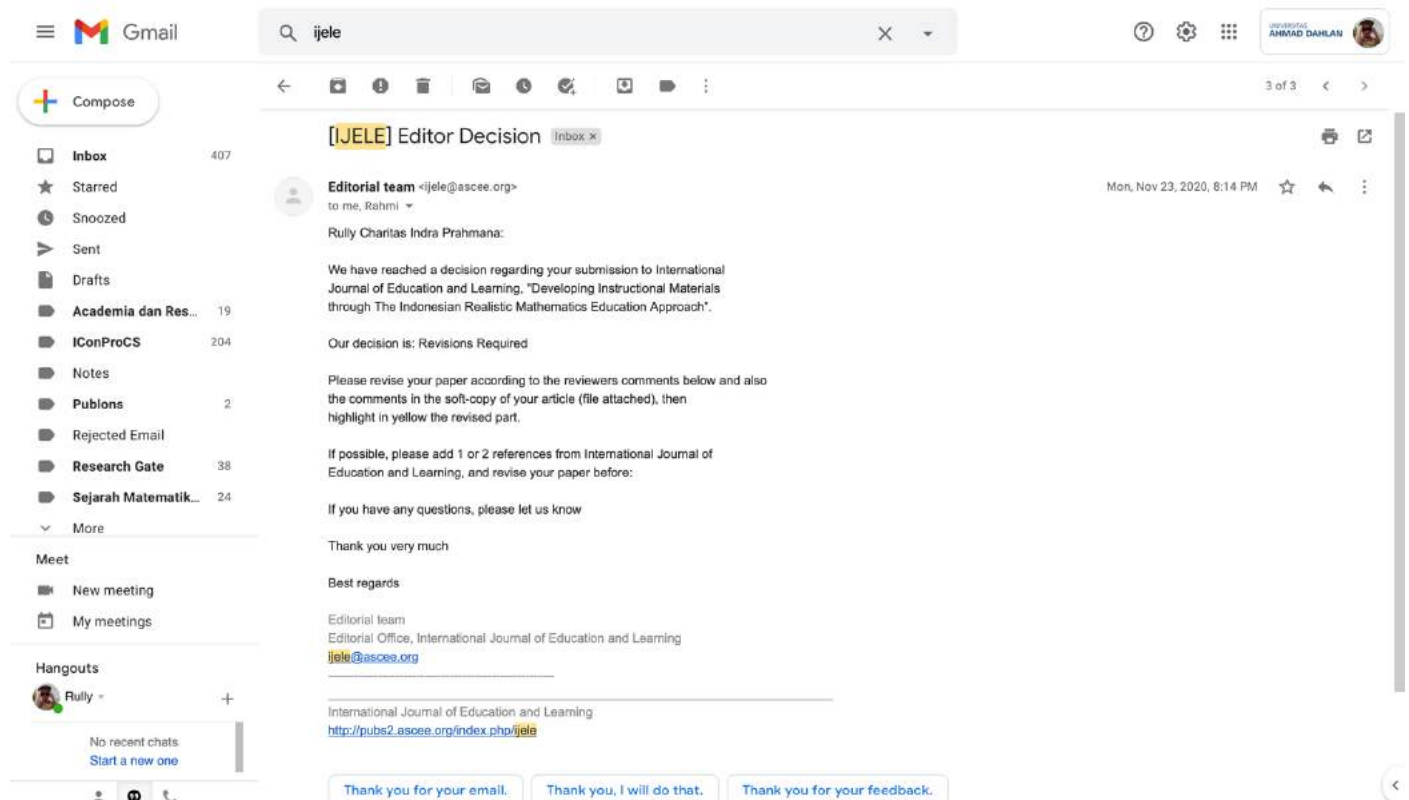 Gmail
ijele
UNIVERSITAS
AHMAD DAHLAN
Compose
3 of 3
Inbox 407
Starred
Snoozed
Sent
Drafts
Academia dan Res... 19
IConProCS 204
Notes
Publons 2
Rejected Email
Research Gate 38
Sejarah Matematik... 24
More
Meet
New meeting
My meetings
Hangouts
Rully
No recent chats
Start a new one
[IJELE] Editor Decision Inbox ×
Editorial team <ijele@ascee.org> Mon, Nov 23, 2020, 8:14 PM
to me, Rahmi
Rully Charitas Indra Prahmana:
We have reached a decision regarding your submission to International
Journal of Education and Learning, "Developing Instructional Materials
through The Indonesian Realistic Mathematics Education Approach".
Our decision is: Revisions Required
Please revise your paper according to the reviewers comments below and also
the comments in the soft-copy of your article (file attached), then
highlight in yellow the revised part.
If possible, please add 1 or 2 references from International Journal of
Education and Learning, and revise your paper before:
If you have any questions, please let us know
Thank you very much
Best regards
Editorial team
Editorial Office, International Journal of Education and Learning
ijele@ascee.org
International Journal of Education and Learning
http://pubs2.ascee.org/index.php/ijele
Thank you for your email.
Thank you, I will do that.
Thank you for your feedback.